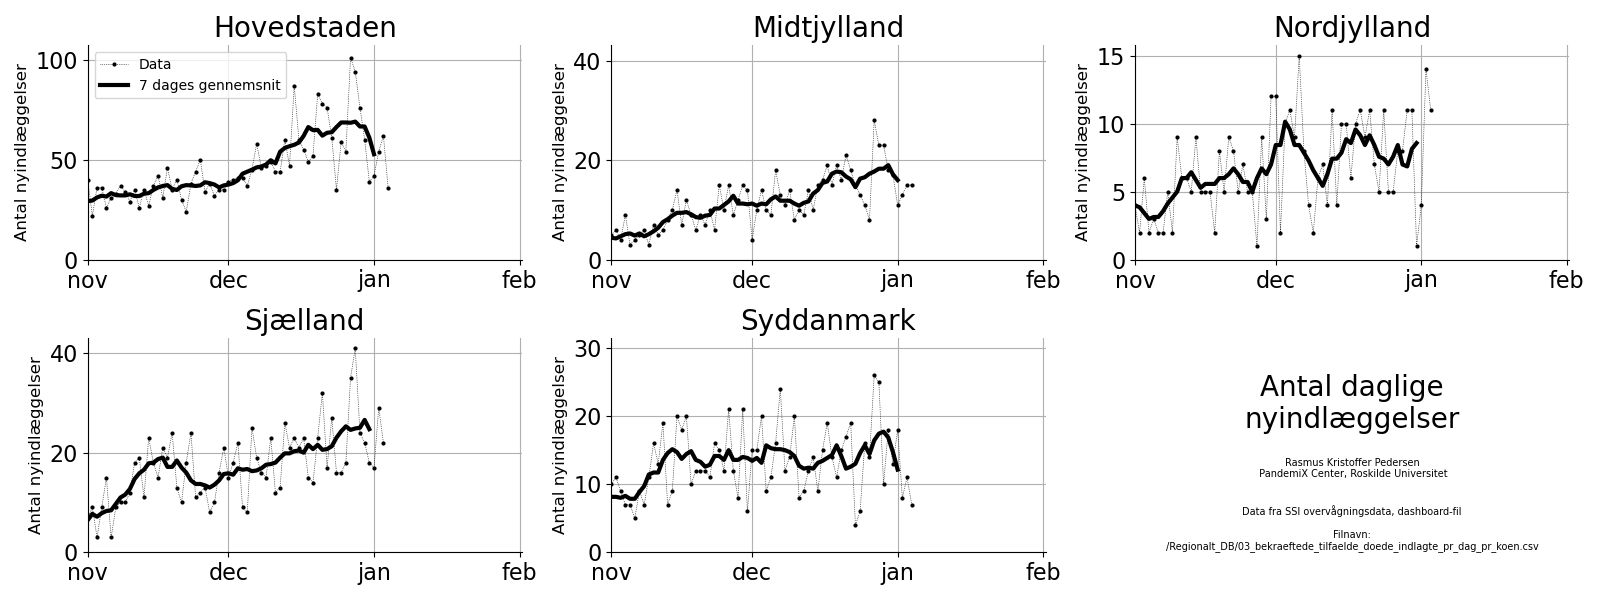 Hovedstaden
Antal nyindlæggelser
100
50
0
Data
7 dages gennemsnit
nov
dec
jan
feb
Midtjylland
Antal nyindlæggelser
40
20
0
nov
dec
jan
feb
Nordjylland
Antal nyindlæggelser
15
10
5
0
nov
dec
jan
feb
Sjælland
Antal nyindlæggelser
40
20
0
nov
dec
jan
feb
Syddanmark
Antal nyindlæggelser
30
20
10
0
nov
dec
jan
feb
Antal daglige
nyindlæggelser
Rasmus Kristoffer Pedersen
PandemiX Center, Roskilde Universitet
Data fra SSI overvågningsdata, dashboard-fil
Filnavn:
/Regionalt_DB/03_bekraeftede_tilfaelde_doede_indlagte_pr_dag_pr_koen.csv